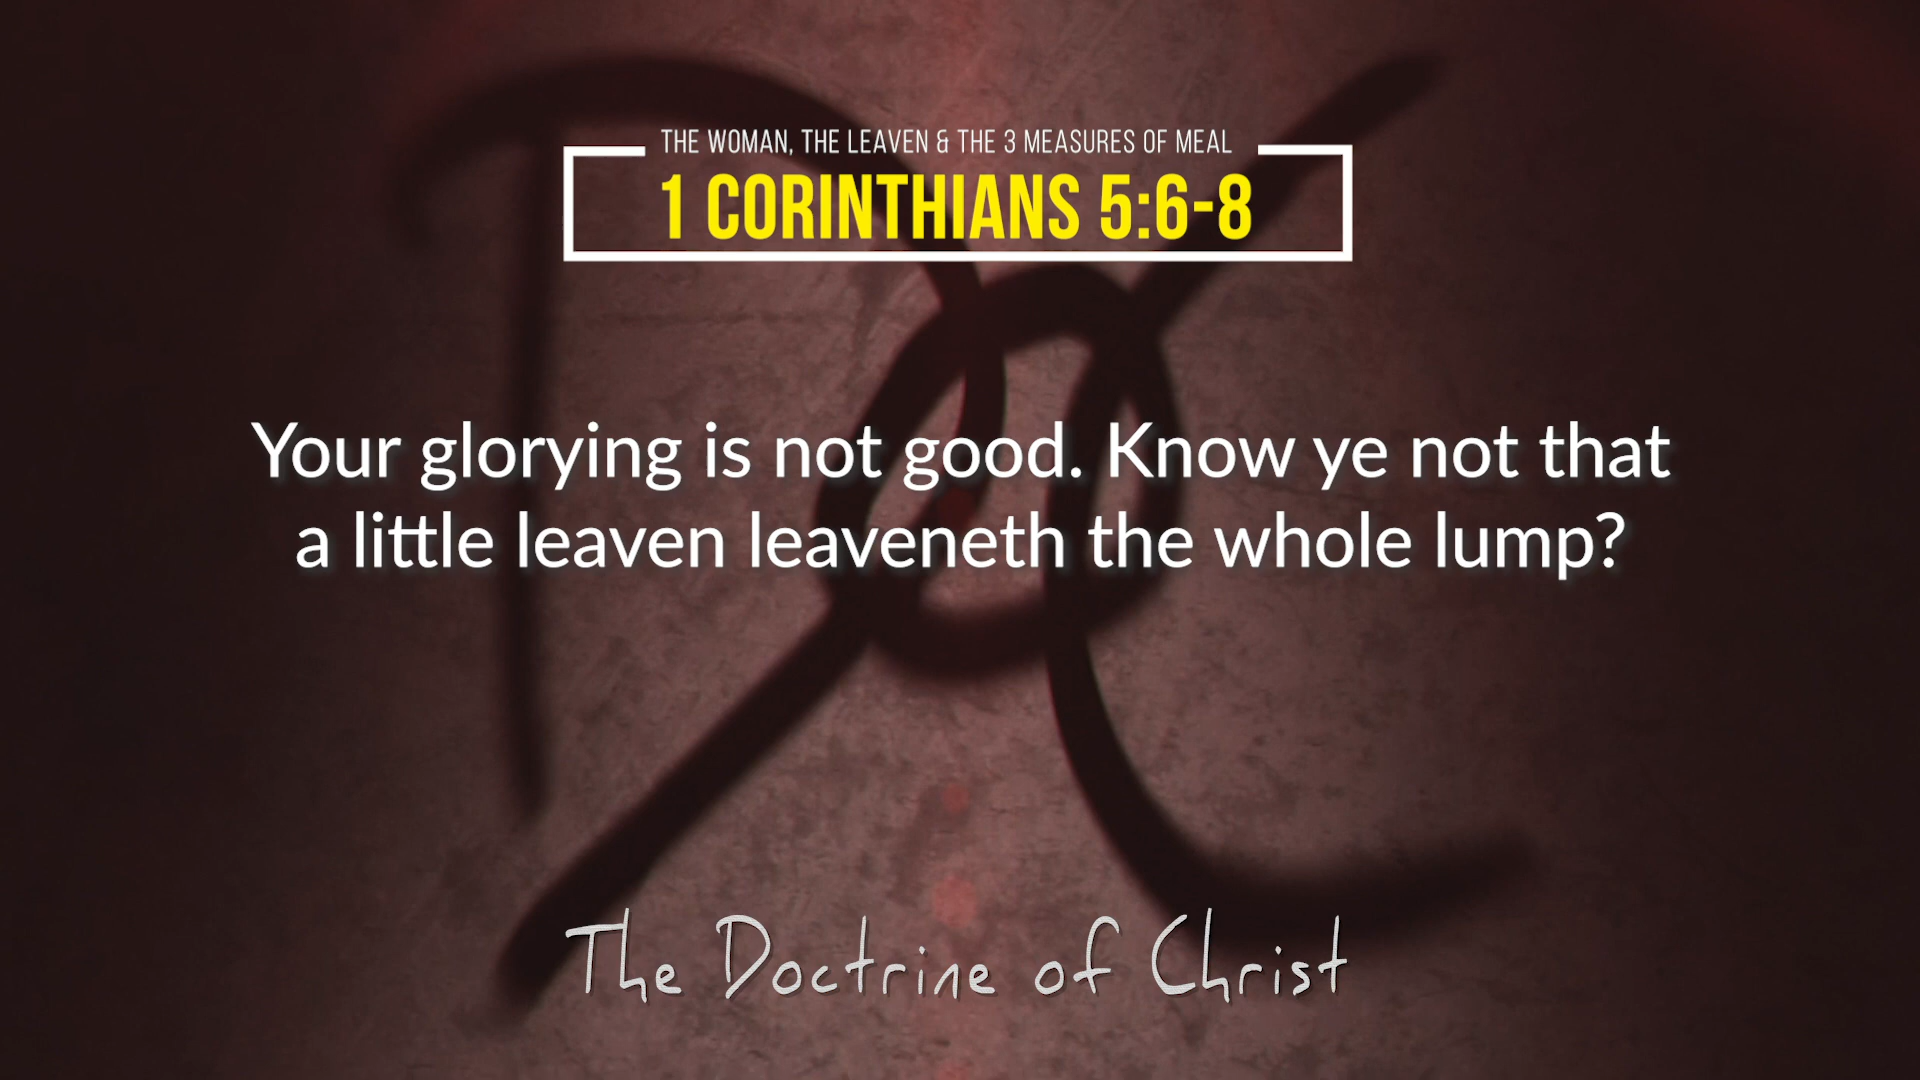 THE WOMAN, THE LEAVEN & THE 3 MEASURES OF MEAL
1 CORINTHIANS 5:6-8
Your glorying is not good. Know ye not that
a little leaven leaveneth the whole lump?
The Doctrine of Christ